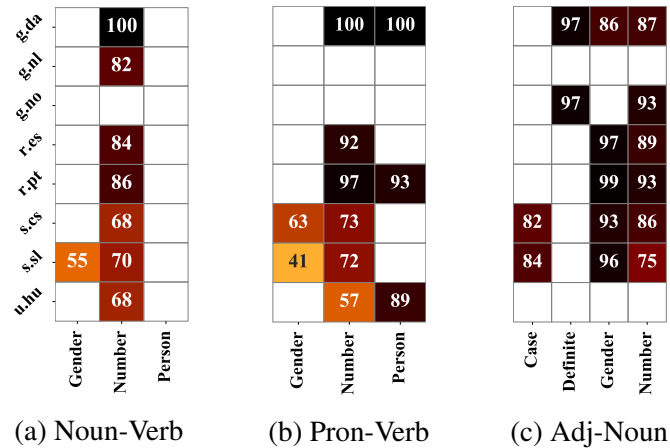 g.da 100 100 100 97 86 87
g.nl 82
g.no 97 93
r.es 84 92 97 89
r.pt 86 97 93 99 93
s.cs 68 63 73 82 93 86
s.sl 55 70 41 72 84 96 75
u.hu 68 57 89
Gender Number Person Gender Number Person Case Definite Gender Number
(a) Noun-Verb (b) Pron-Verb (c) Adj-Noun